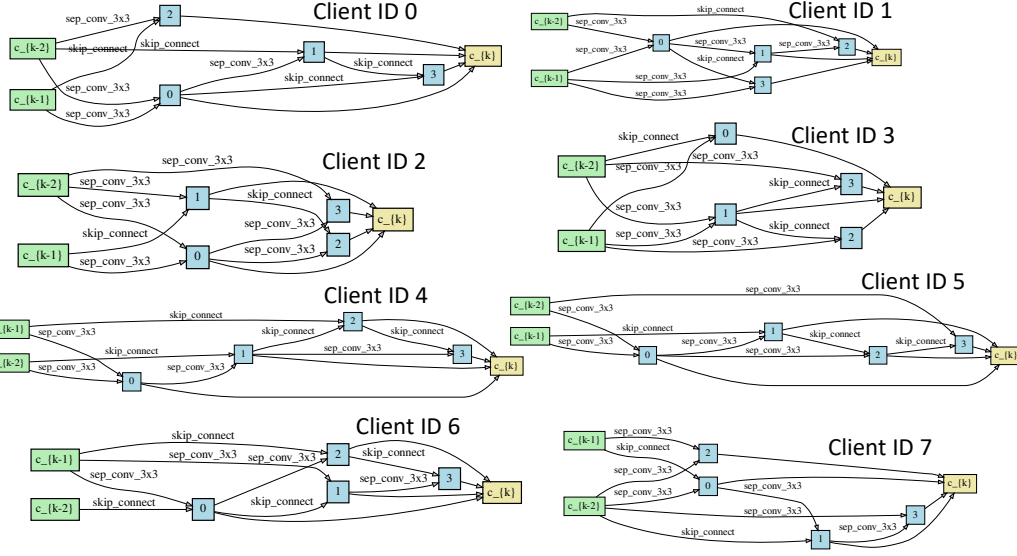 Client ID 0
c_{k-2}
c_{k-1}
sep_conv_3x3
skip_connect
skip_connect
sep_conv_3x3
sep_conv_3x3
sep_conv_3x3
skip_connect
skip_connect
2
1
3
0
c_{k}
Client ID 1
c_{k-2}
c_{k-1}
skip_connect
sep_conv_3x3
sep_conv_3x3
sep_conv_3x3
sep_conv_3x3
skip_connect
sep_conv_3x3
sep_conv_3x3
0
1
2
3
c_{k}
Client ID 2
c_{k-2}
c_{k-1}
sep_conv_3x3
sep_conv_3x3
sep_conv_3x3
skip_connect
skip_connect
sep_conv_3x3
sep_conv_3x3
sep_conv_3x3
1
3
2
0
c_{k}
Client ID 3
c_{k-2}
c_{k-1}
skip_connect
sep_conv_3x3
skip_connect
sep_conv_3x3
sep_conv_3x3
skip_connect
sep_conv_3x3
0
3
1
2
c_{k}
Client ID 4
_{k-1}
_{k-2}
skip_connect
sep_conv_3x3
skip_connect
skip_connect
skip_connect
sep_conv_3x3
sep_conv_3x3
sep_conv_3x3
2
1
3
0
c_{k}
Client ID 5
c_{k-2}
c_{k-1}
sep_conv_3x3
sep_conv_3x3
skip_connect
sep_conv_3x3
sep_conv_3x3
skip_connect
skip_connect
sep_conv_3x3
1
3
0
2
c_{k}
Client ID 6
c_{k-1}
c_{k-2}
skip_connect
sep_conv_3x3
sep_conv_3x3
skip_connect
sep_conv_3x3
sep_conv_3x3
skip_connect
skip_connect
2
3
1
0
c_{k}
Client ID 7
c_{k-1}
c_{k-2}
sep_conv_3x3
skip_connect
sep_conv_3x3
sep_conv_3x3
sep_conv_3x3
sep_conv_3x3
skip_connect
sep_conv_3x3
2
0
3
1
c_{k}